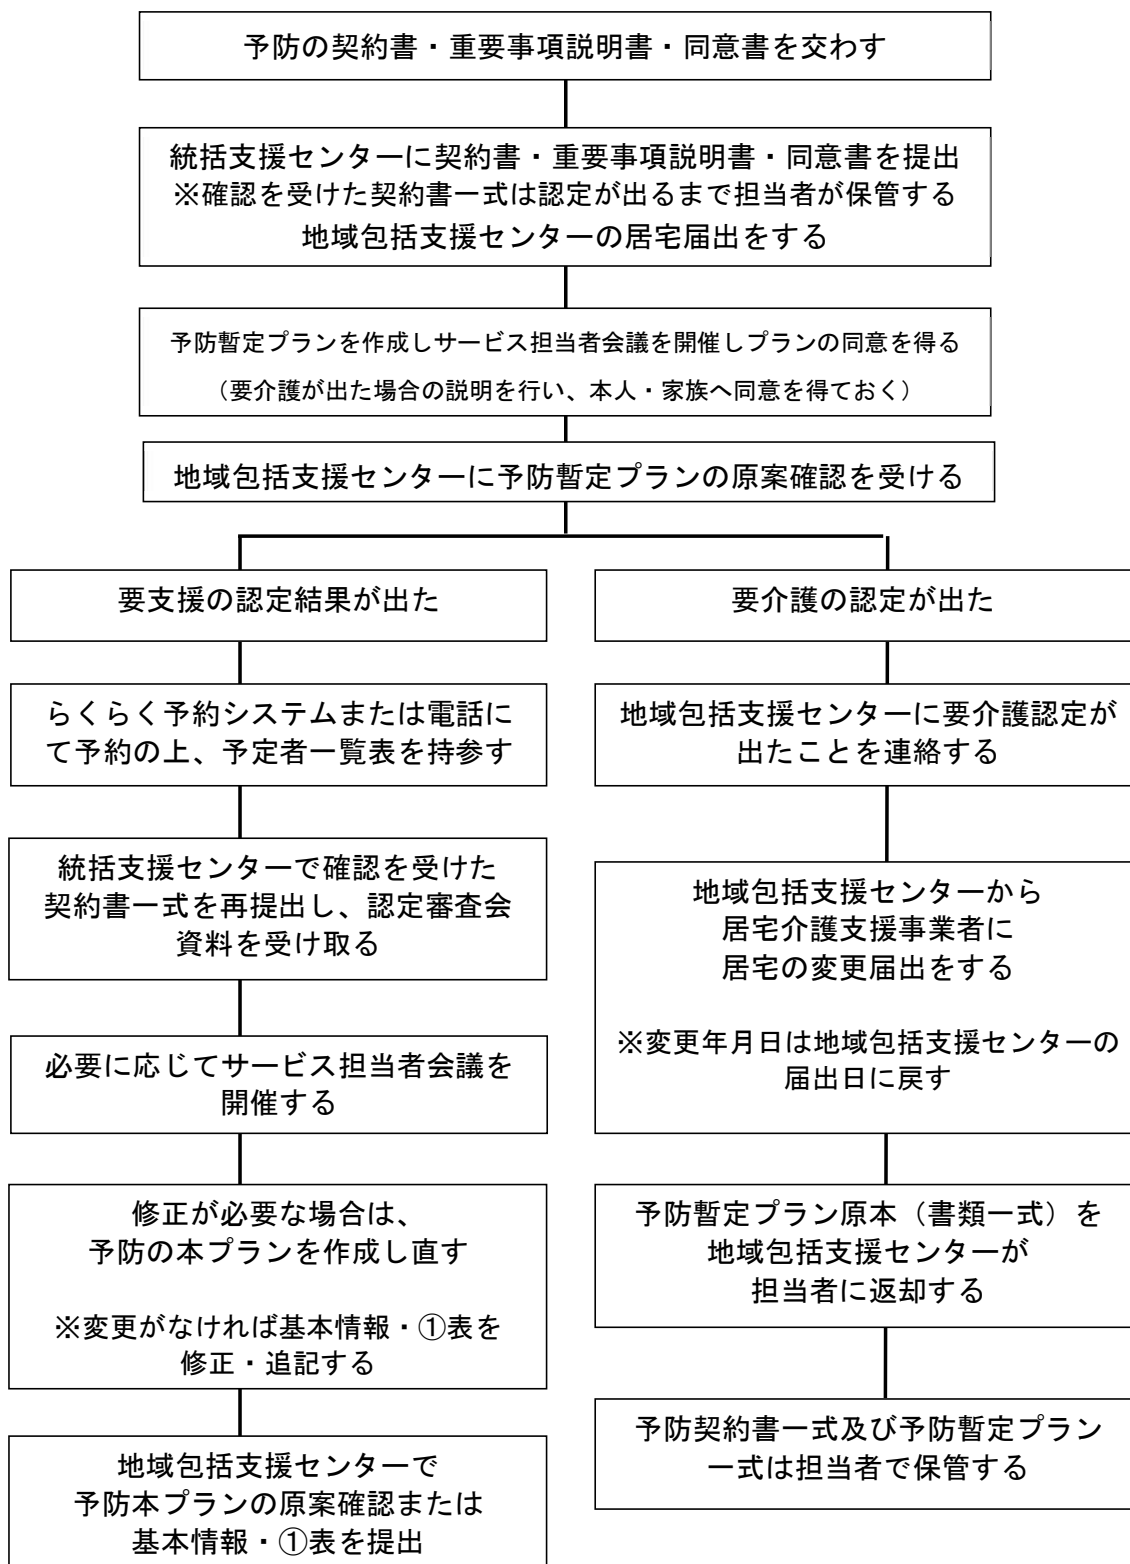 予防の契約書・重要事項説明書・同意書を交わす
統括支援センターに契約書・重要事項説明書・同意書を提出
※確認を受けた契約書一式は認定が出るまで担当者が保管する
地域包括支援センターの居宅届出をする
予防暫定プランを作成しサービス担当者会議を開催しプランの同意を得る
（要介護が出た場合の説明を行い、本人・家族へ同意を得ておく）
地域包括支援センターに予防暫定プランの原案確認を受ける
要支援の認定結果が出た
らくらく予約システムまたは電話に
て予約の上、予定者一覧表を持参す
統括支援センターで確認を受けた
契約書一式を再提出し、認定審査会
資料を受け取る
必要に応じてサービス担当者会議を
開催する
修正が必要な場合は、
予防の本プランを作成し直す
※変更がなければ基本情報・①表を
修正・追記する
地域包括支援センターで
予防本プランの原案確認または
基本情報・①表を提出
要介護の認定が出た
地域包括支援センターに要介護認定が
出たことを連絡する
地域包括支援センターから
居宅介護支援事業者に
居宅の変更届出をする
※変更年月日は地域包括支援センターの
届出日に戻す
予防暫定プラン原本（書類一式）を
地域包括支援センターが
担当者に返却する
予防契約書一式及び予防暫定プラン
一式は担当者で保管する